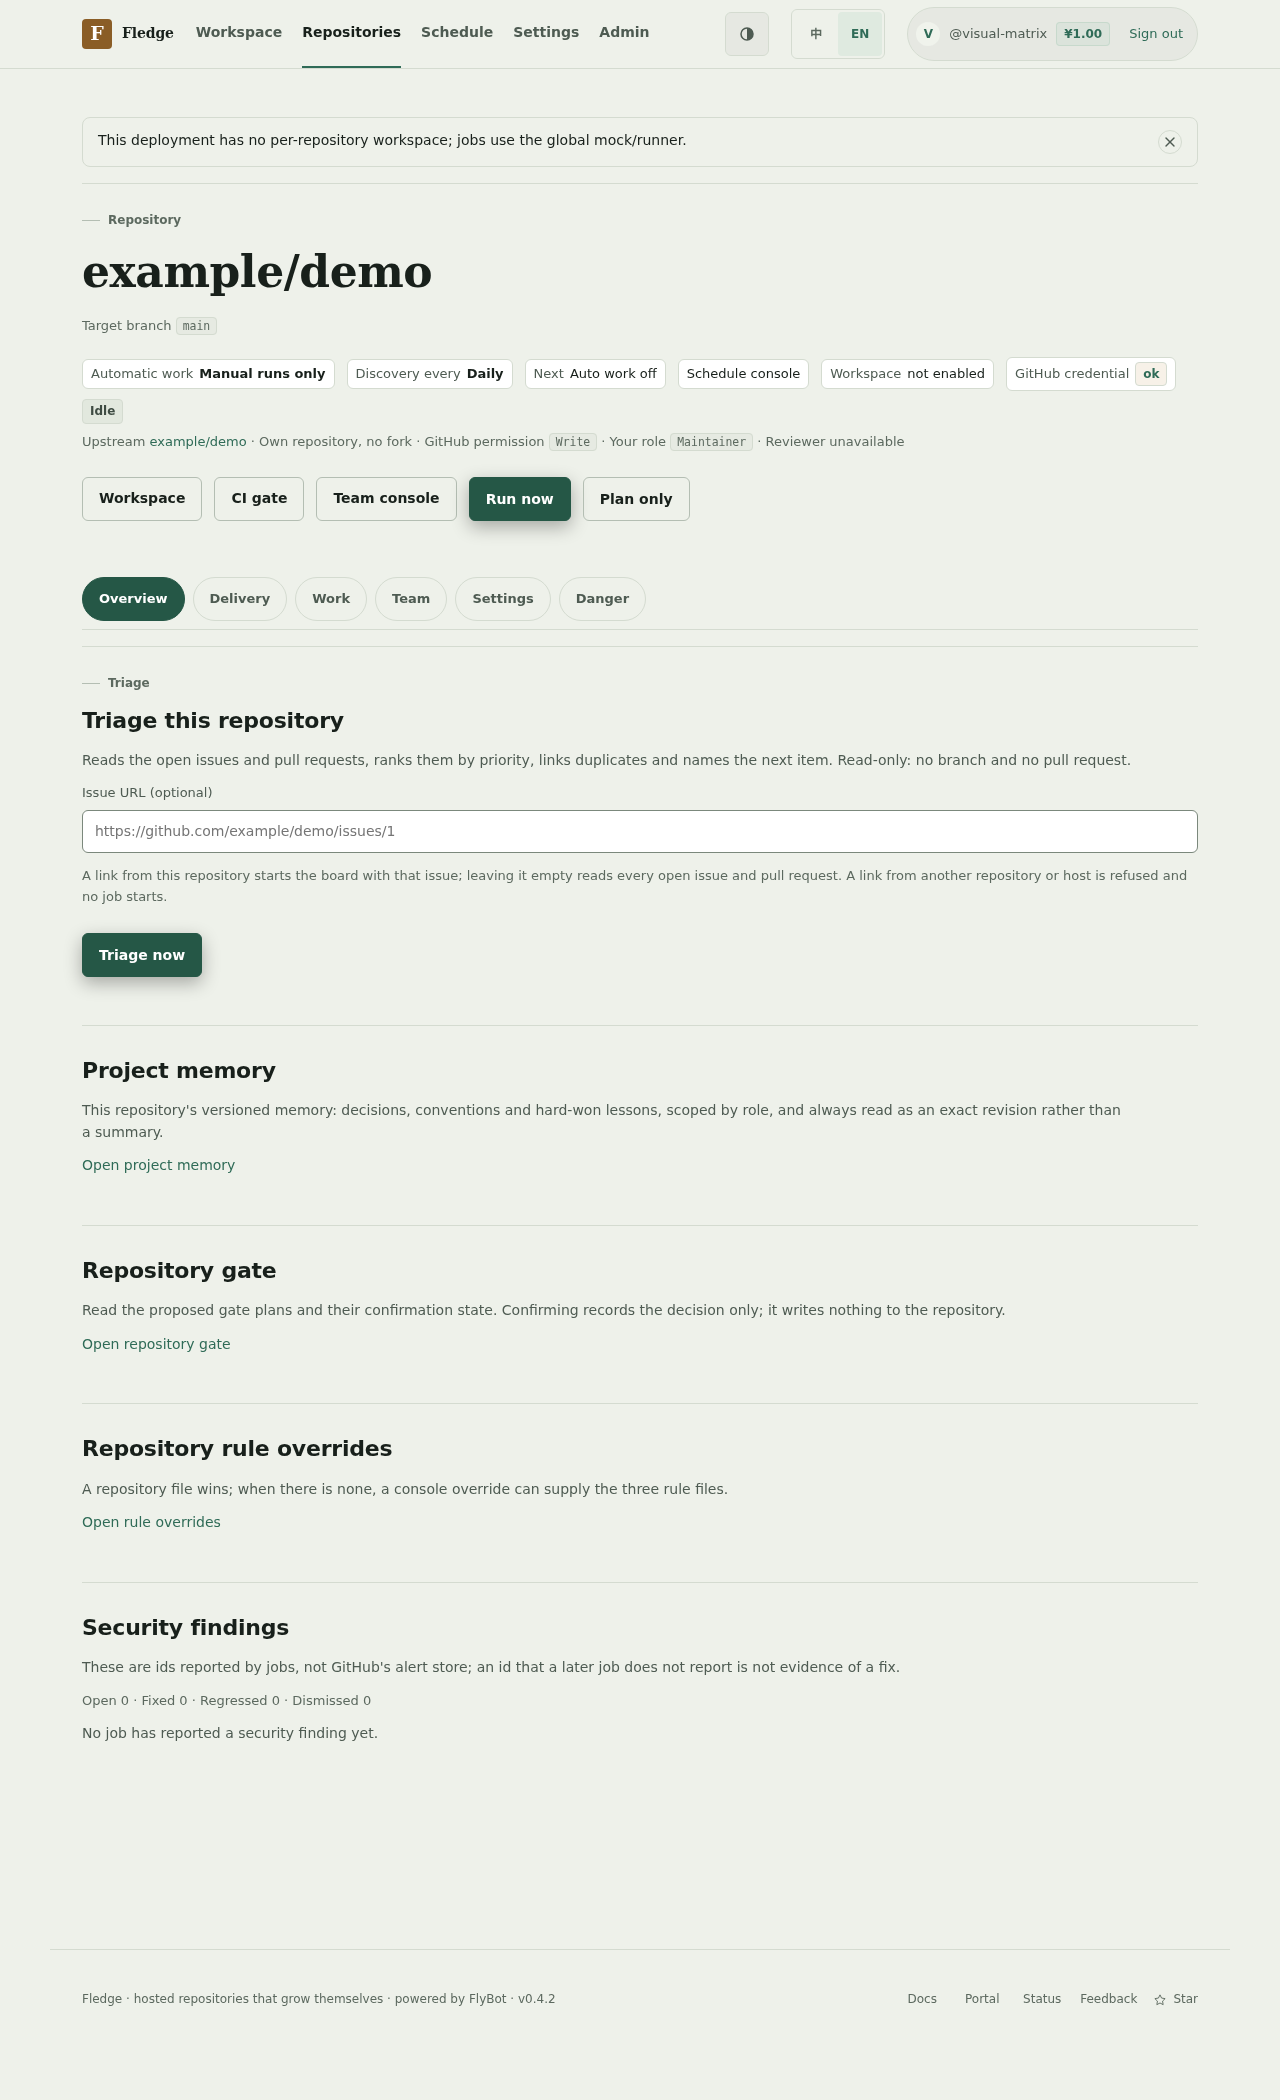 F Fledge Workspace Repositories Schedule Settings Admin 中 EN V @visual-matrix ¥1.00 Sign out
This deployment has no per-repository workspace; jobs use the global mock/runner.
Repository
example/demo
Target branch main
Automatic work Manual runs only Discovery every Daily Next Auto work off Schedule console Workspace not enabled GitHub credential ok
Idle
Upstream example/demo · Own repository, no fork · GitHub permission Write · Your role Maintainer · Reviewer unavailable
Workspace CI gate Team console Run now Plan only
Overview Delivery Work Team Settings Danger
Triage
Triage this repository
Reads the open issues and pull requests, ranks them by priority, links duplicates and names the next item. Read-only: no branch and no pull request.
Issue URL (optional)
https://github.com/example/demo/issues/1
A link from this repository starts the board with that issue; leaving it empty reads every open issue and pull request. A link from another repository or host is refused and
no job starts.
Triage now
Project memory
This repository's versioned memory: decisions, conventions and hard-won lessons, scoped by role, and always read as an exact revision rather than
a summary.
Open project memory
Repository gate
Read the proposed gate plans and their confirmation state. Confirming records the decision only; it writes nothing to the repository.
Open repository gate
Repository rule overrides
A repository file wins; when there is none, a console override can supply the three rule files.
Open rule overrides
Security findings
These are ids reported by jobs, not GitHub's alert store; an id that a later job does not report is not evidence of a fix.
Open 0 · Fixed 0 · Regressed 0 · Dismissed 0
No job has reported a security finding yet.
Fledge · hosted repositories that grow themselves · powered by FlyBot · v0.4.2 Docs Portal Status Feedback Star